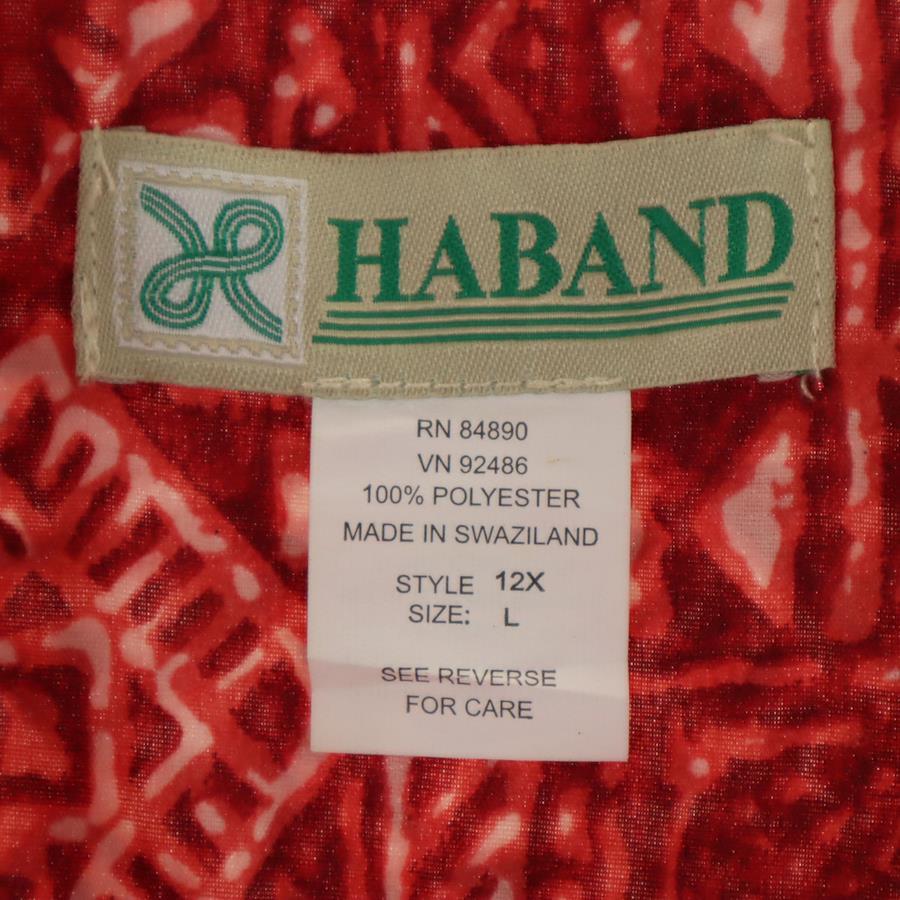 HABAND
RN 84890
VN 92486
100% POLYESTER
MADE IN SWAZILAND
STYLE 12X
SIZE: L
SEE REVERSE
FOR CARE